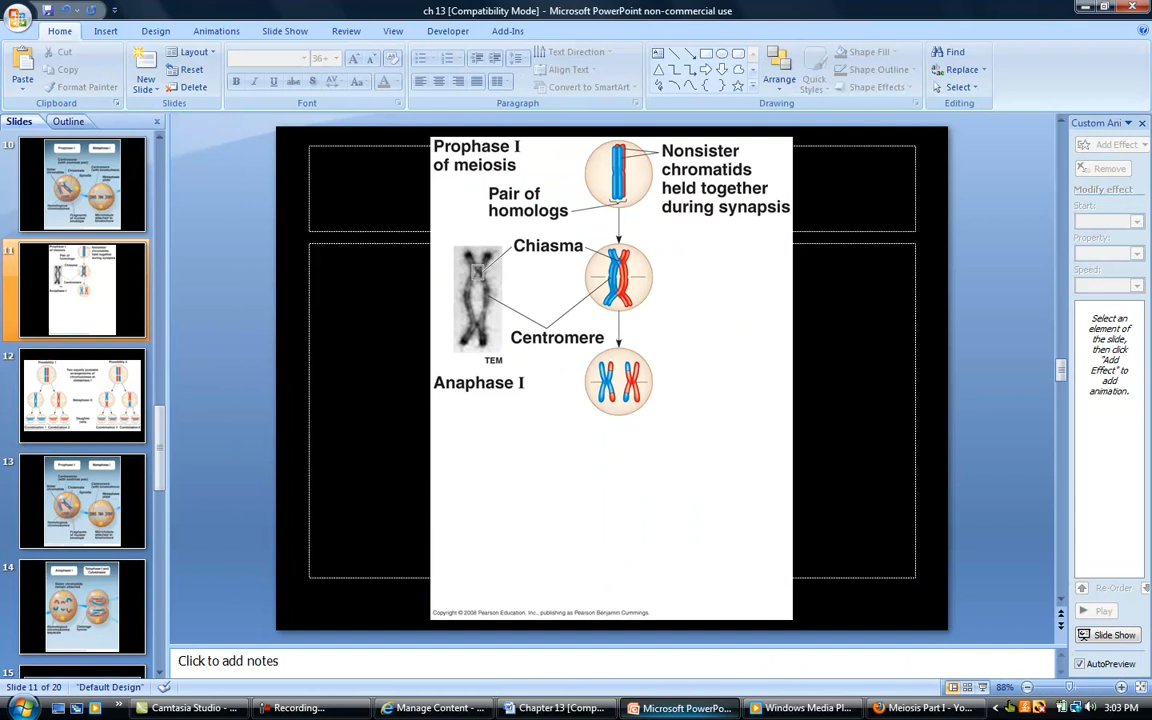 ch 13 [Compatibility Mode] - Microsoft PowerPoint non-commercial use
Home Insert Design Animations Slide Show Review View Developer Add-Ins
Paste
Cut
Copy
Format Painter
Clipboard
New
Slide
Layout
Reset
Delete
Slides
36+
B I U S abe AV Aa A
Font
Text Direction
Align Text
Convert to SmartArt
Paragraph
Arrange
Quick
Styles
Shape Fill
Shape Outline
Shape Effects
Drawing
Find
Replace
Select
Editing
Slides Outline
10
11
12
13
14
15
Prophase I
of meiosis
Pair of
homologs
Nonsister
chromatids
held together
during synapsis
Chiasma
Centromere
TEM
Anaphase I
Copyright © 2008 Pearson Education, Inc., publishing as Pearson Benjamin Cummings.
Custom Ani
Add Effect
Remove
Modify effect
Start:
Property:
Speed:
Select an
element of
the slide,
then click
"Add
Effect" to
add
animation.
Re-Order
Play
Slide Show
AutoPreview
Click to add notes
Slide 11 of 20 "Default Design" 88%
Camtasia Studio - ... Recording... Manage Content - ... Chapter 13 [Comp... Microsoft PowerPo... Windows Media Pl... Meiosis Part I - Yo... 3:03 PM